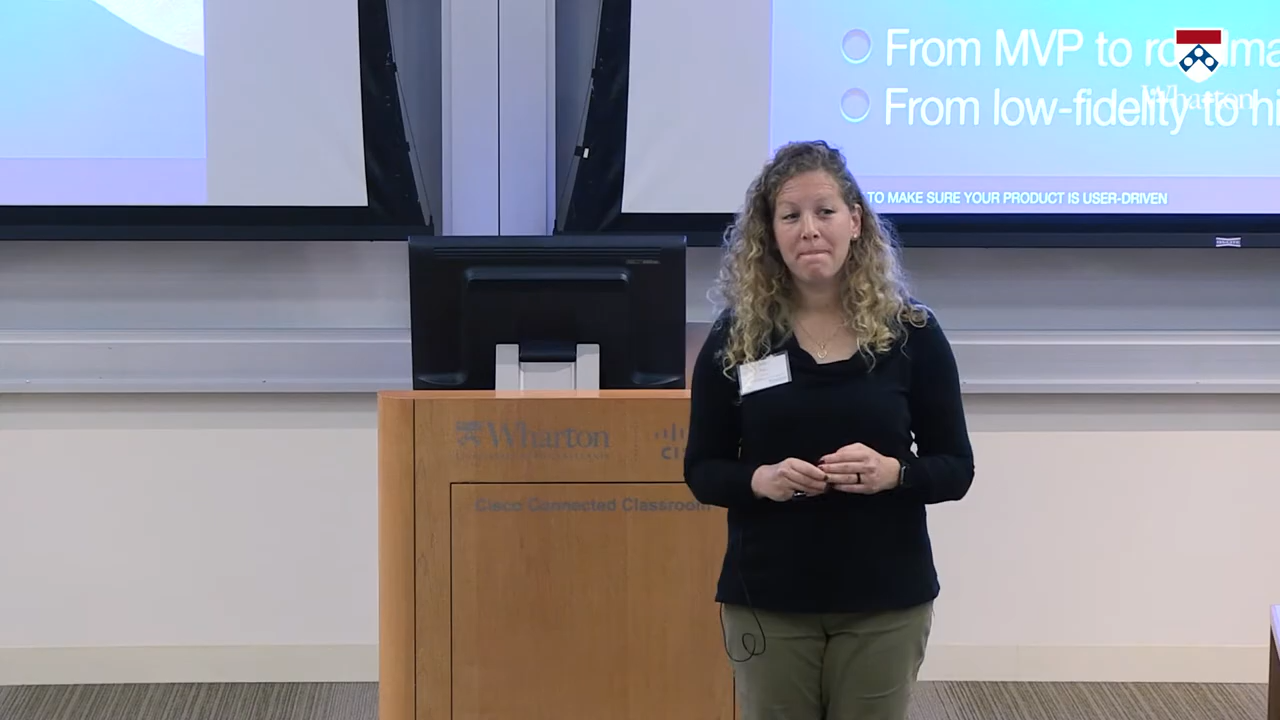 From MVP to
From low-fidelity to hi
Wharton
TO MAKE SURE YOUR PRODUCT IS USER-DRIVEN
Wharton
Cisco Connected Classroom